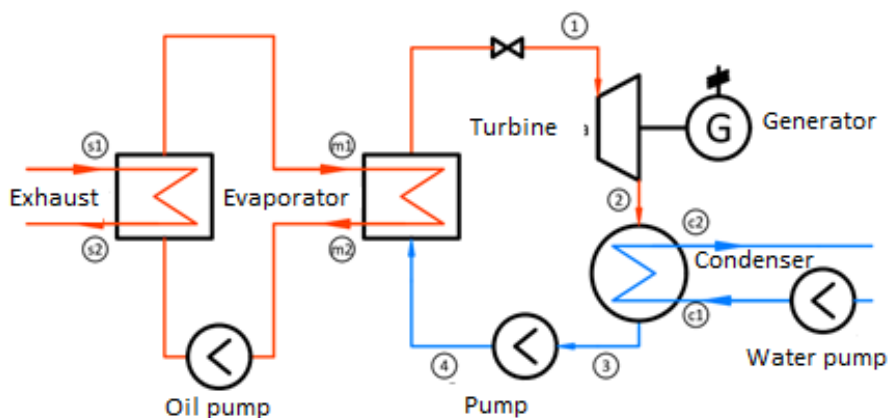 1
Turbine
a
G
Generator
s1
m1
Exhaust
Evaporator
s2
m2
2
c2
Condenser
c1
4
3
Water pump
Oil pump
Pump